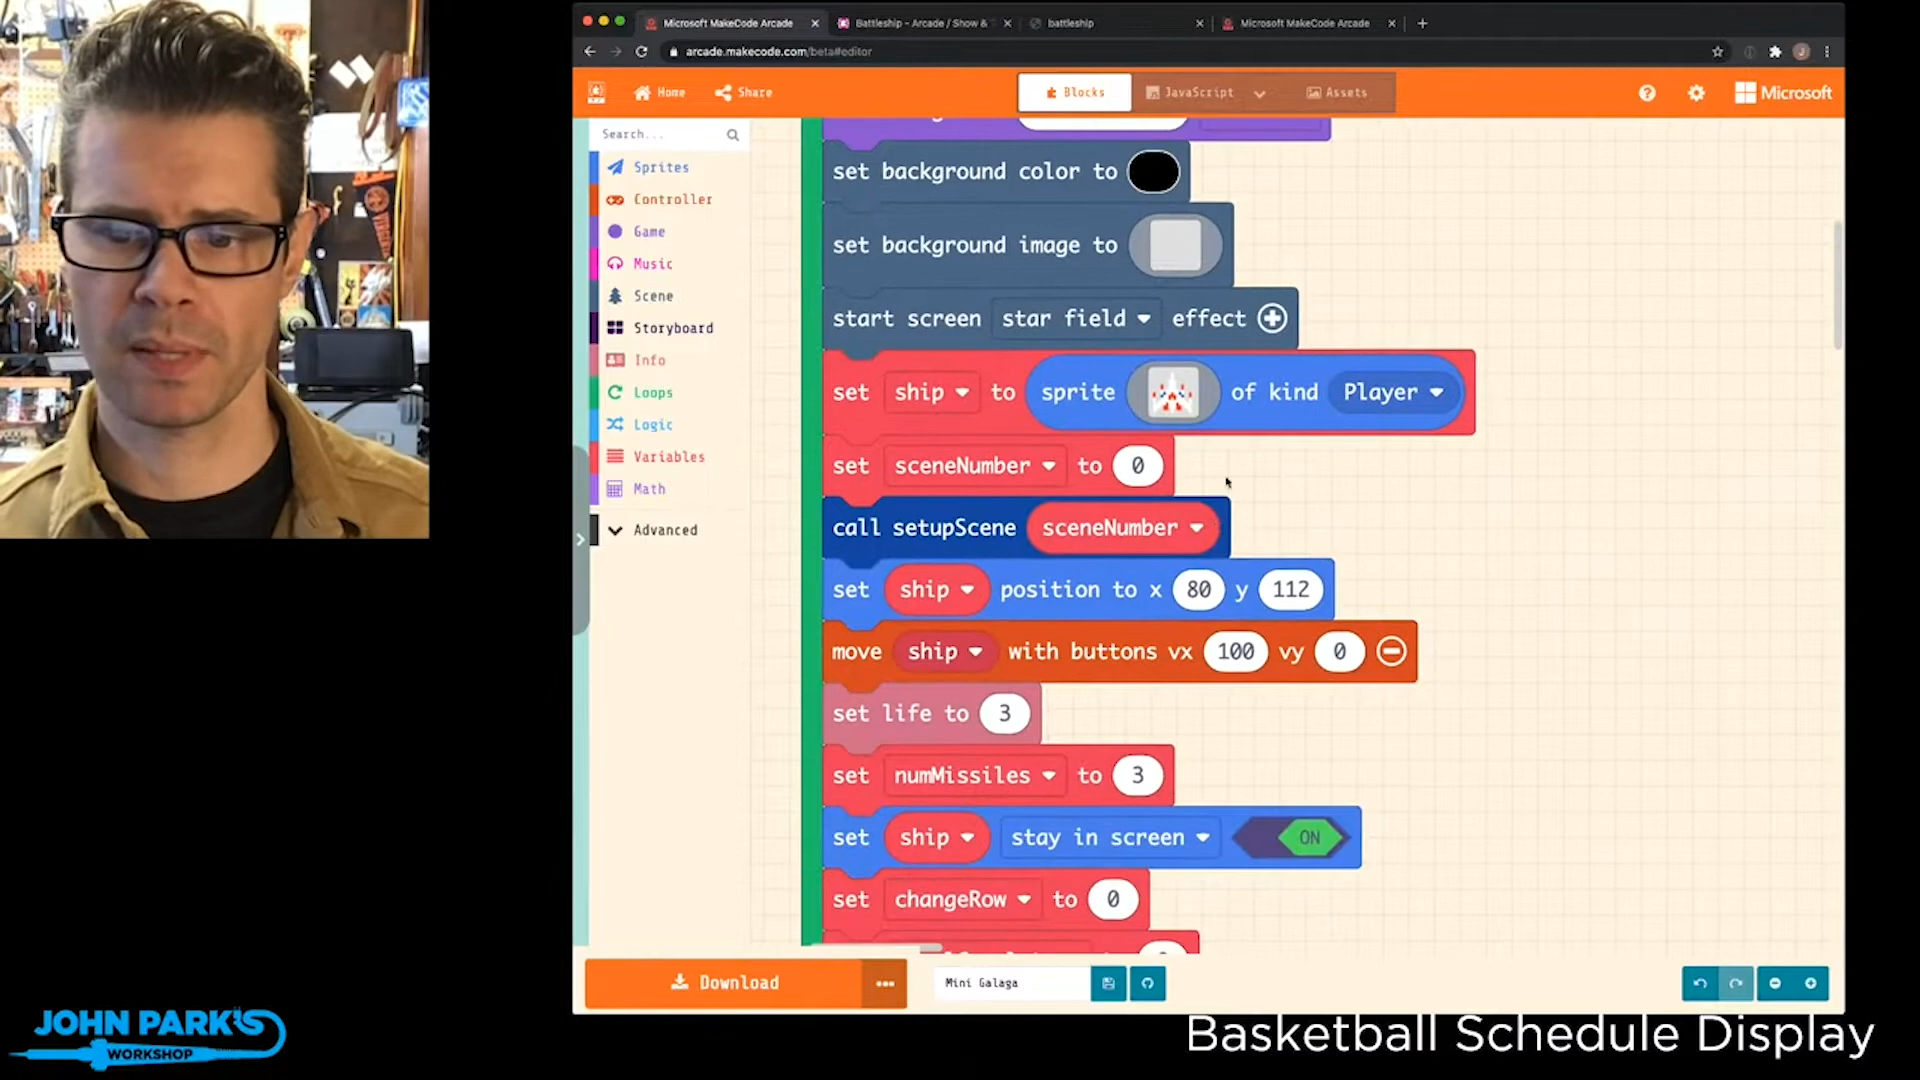 Microsoft MakeCode Arcade
Battleship - Arcade / Show &
battleship
Microsoft MakeCode Arcade
arcade.makecode.com/beta#editor
Home
Share
Blocks
JavaScript
Assets
Microsoft
Search...
Sprites
Controller
Game
Music
Scene
Storyboard
Info
Loops
Logic
Variables
Math
Advanced
set background color to
set background image to
start screen star field effect
set ship to sprite of kind Player
set sceneNumber to 0
call setupScene sceneNumber
set ship position to x 80 y 112
move ship with buttons vx 100 vy 0
set life to 3
set numMissiles to 3
set ship stay in screen ON
set changeRow to 0
Download
Mini Galaga
JOHN PARK'S
WORKSHOP
Basketball Schedule Display